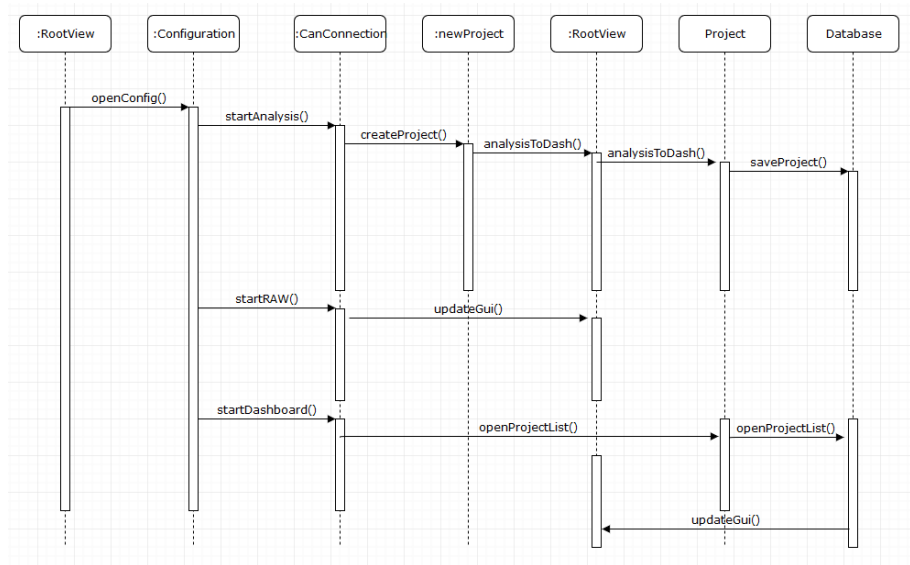 :RootView
:Configuration
:CanConnection
:newProject
:RootView
Project
Database
openConfig()
startAnalysis()
createProject()
analysisToDash()
analysisToDash()
saveProject()
startRAW()
updateGui()
startDashboard()
openProjectList()
openProjectList()
updateGui()